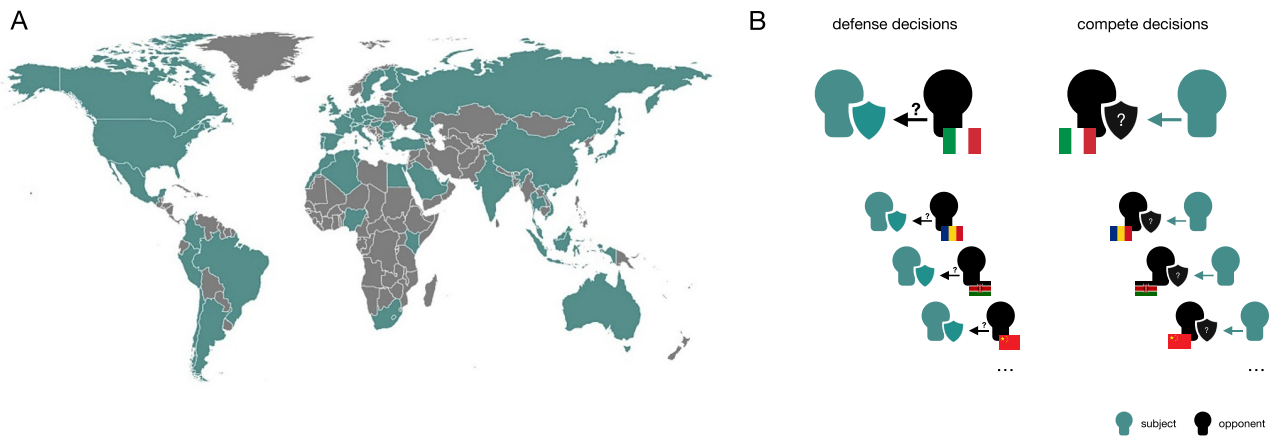 A
B
defense decisions
compete decisions
?
?
?
?
?
?
?
?
...
...
subject
opponent